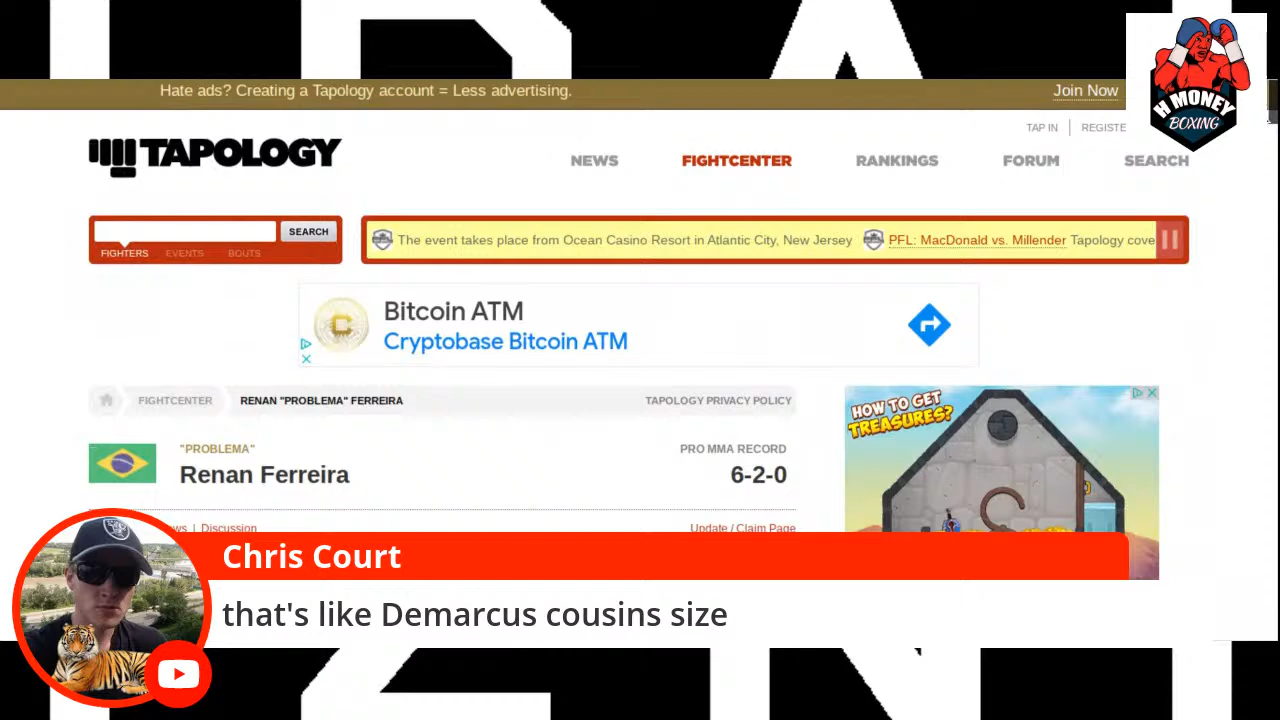 H MONEY
BOXING
Hate ads? Creating a Tapology account = Less advertising.
Join Now
TAP IN
REGISTE
TAPOLOGY
NEWS
FIGHTCENTER
RANKINGS
FORUM
SEARCH
SEARCH
FIGHTERS
EVENTS
BOUTS
The event takes place from Ocean Casino Resort in Atlantic City, New Jersey
PFL: MacDonald vs. Millender Tapology cove
Bitcoin ATM
Cryptobase Bitcoin ATM
FIGHTCENTER
RENAN "PROBLEMA" FERREIRA
TAPOLOGY PRIVACY POLICY
HOW TO GET
TREASURES?
"PROBLEMA"
PRO MMA RECORD
Renan Ferreira
6-2-0
ws | Discussion
Update / Claim Page
Chris Court
that's like Demarcus cousins size